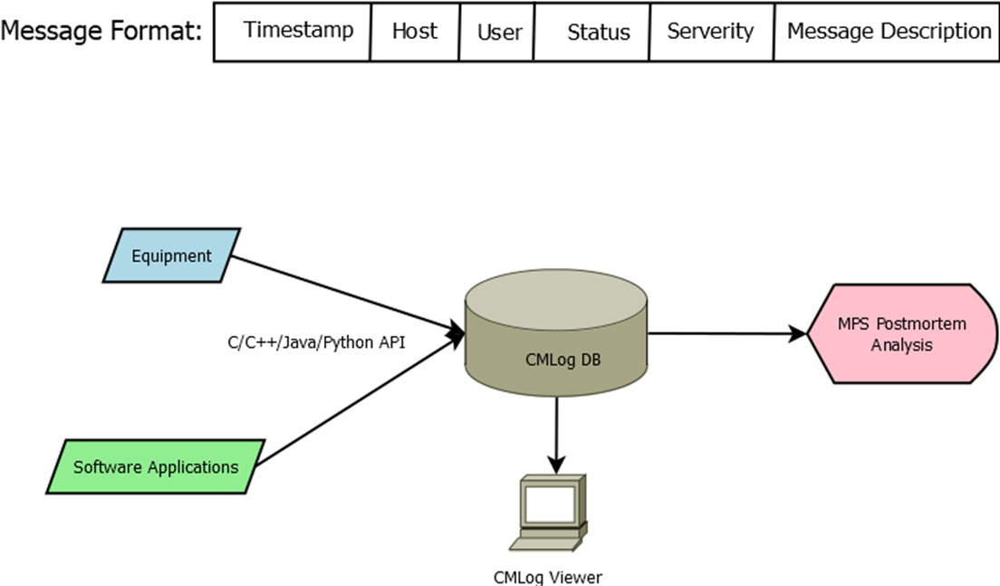 Message Format: Timestamp Host User Status Serverity Message Description
Equipment
C/C++/Java/Python API
Software Applications
CMLog DB
MPS Postmortem
Analysis
CMLog Viewer